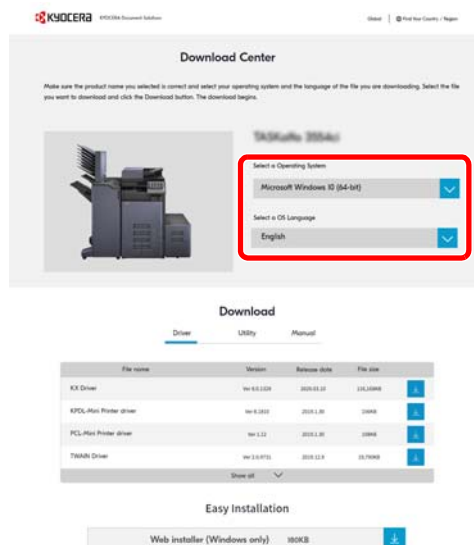 KYOCERA KYOCERA Document Solutions
Global Find Your Country / Region
Download Center
Make sure the product name you selected is correct and select your operating system and the language of the file you are downloading. Select the file
you want to download and click the Download button. The download begins.
Select a Operating System
Microsoft Windows 10 (64-bit)
Select a OS Language
English
Download
Driver Utility Manual
File name Version Release date File size
KX Driver
KPDL-Mini Printer driver
PCL-Mini Printer driver
TWAIN Driver
Show all
Easy Installation
Web installer (Windows only) 180KB